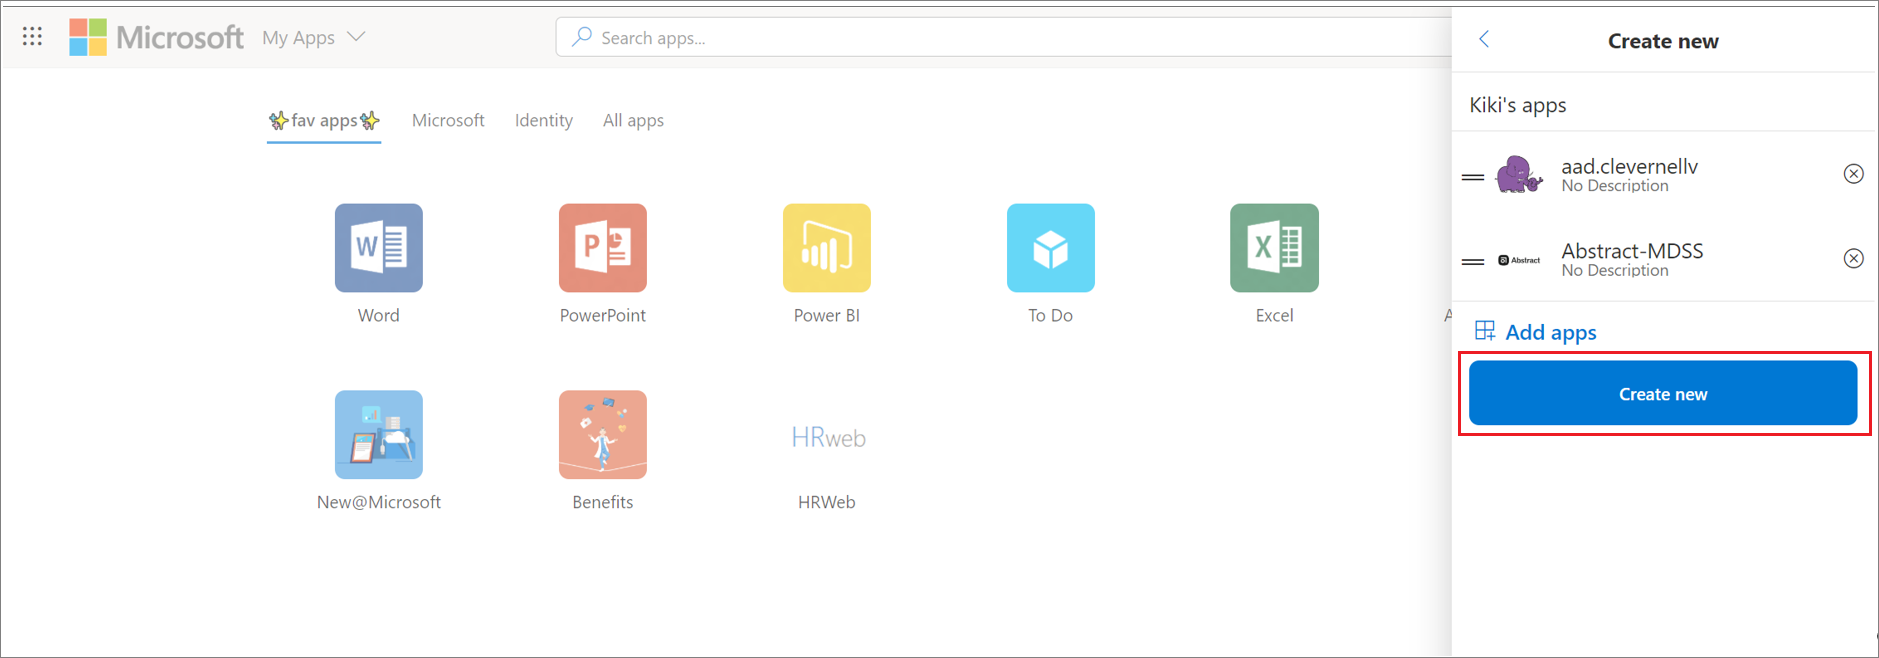 Microsoft My Apps
Search apps...
✨fav apps✨ Microsoft Identity All apps
W
P
X
Word PowerPoint Power BI To Do Excel A
HRweb
New@Microsoft Benefits HRWeb
Create new
Kiki's apps
aad.clevernellv
No Description
Abstract
Abstract-MDSS
No Description
Add apps
Create new